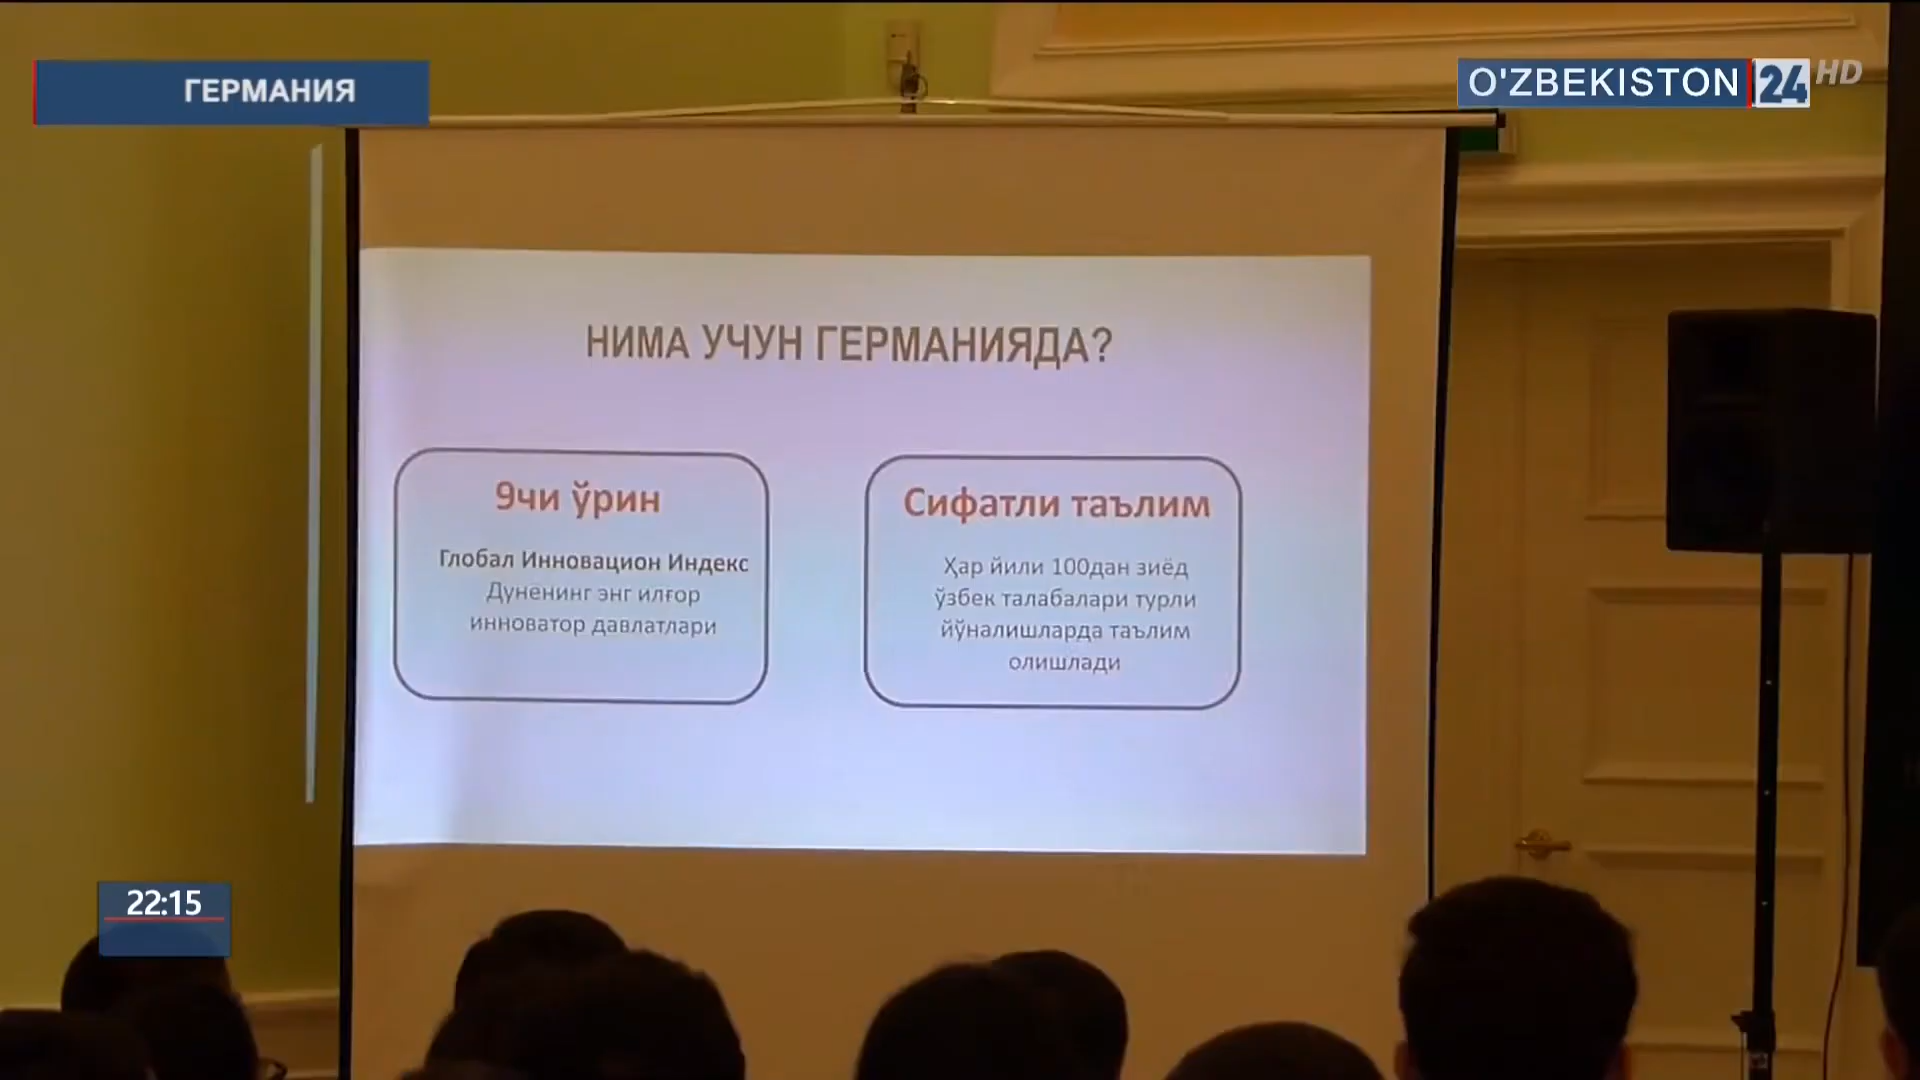 ГЕРМАНИЯ
O'ZBEKISTON 24 HD
НИМА УЧУН ГЕРМАНИЯДА?
9чи ўрин
Глобал Инновацион Индекс
Дуненинг энг илғор
инноватор давлатлари
Сифатли таълим
Ҳар йили 100дан зиёд
ўзбек талабалари турли
йўналишларда таълим
олишлади
22:15